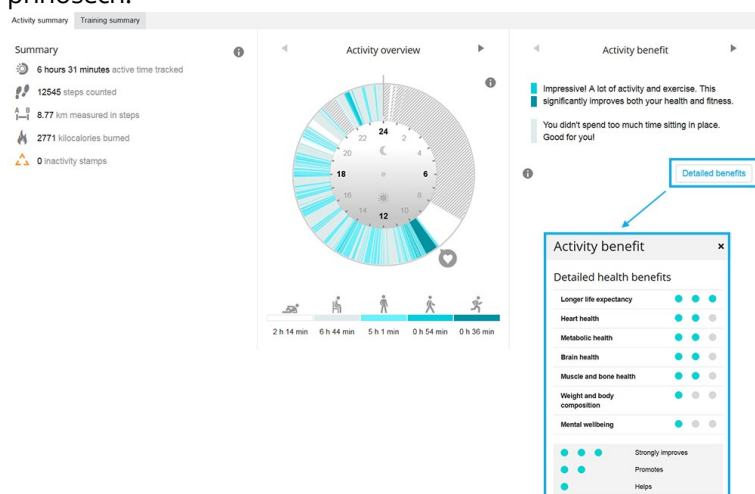 přínosech.
Activity summary Training summary
Summary
6 hours 31 minutes active time tracked
12545 steps counted
A B
8.77 km measured in steps
2771 kilocalories burned
0 inactivity stamps
Activity overview
24
22 2
20 4
18 6
16 8
14 10
12
2 h 14 min 6 h 44 min 5 h 1 min 0 h 54 min 0 h 36 min
Activity benefit
Impressive! A lot of activity and exercise. This
significantly improves both your health and fitness.
You didn't spend too much time sitting in place.
Good for you!
Detailed benefits
Activity benefit ×
Detailed health benefits
Longer life expectancy
Heart health
Metabolic health
Brain health
Muscle and bone health
Weight and body
composition
Mental wellbeing
Strongly improves
Promotes
Helps